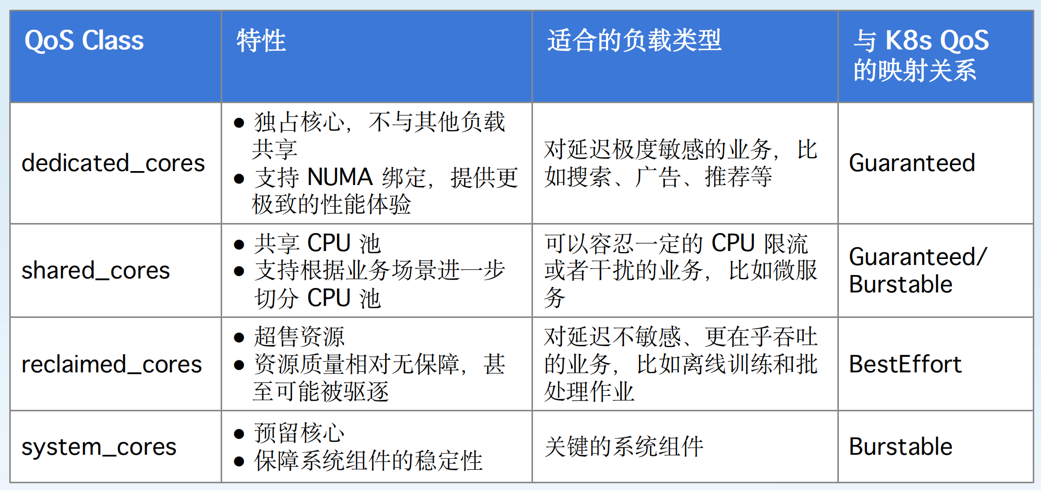 QoS Class
特性
适合的负载类型
与 K8s QoS
的映射关系
dedicated_cores
● 独占核心，不与其他负载
共享
● 支持 NUMA 绑定，提供更
极致的性能体验
对延迟极度敏感的业务，比
如搜索、广告、推荐等
Guaranteed
shared_cores
● 共享 CPU 池
● 支持根据业务场景进一步
切分 CPU 池
可以容忍一定的 CPU 限流
或者干扰的业务，比如微服
务
Guaranteed/
Burstable
reclaimed_cores
● 超售资源
● 资源质量相对无保障，甚
至可能被驱逐
对延迟不敏感、更在乎吞吐
的业务，比如离线训练和批
处理作业
BestEffort
system_cores
● 预留核心
● 保障系统组件的稳定性
关键的系统组件
Burstable